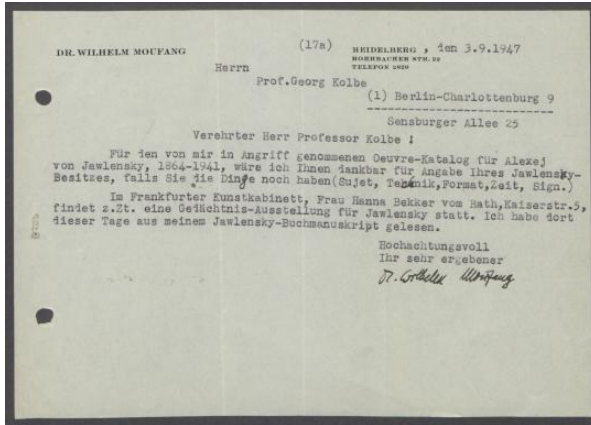 DR. WILHELM MOUFANG
(17a)
HEIDELBERG , den 3.9.1947
ROHRBACHER STR. 22
TELEFON 2920
Herrn
Prof.Georg Kolbe
(1) Berlin-Charlottenburg 9
Sensburger Allee 25
Verehrter Herr Professor Kolbe !
Für den von mir in Angriff genommenen Oeuvre-Katalog für Alexej
von Jawlensky, 1864-1941, wäre ich Ihnen dankbar für Angabe Ihres Jawlensky-
Besitzes, falls Sie die Dinge noch haben(Sujet, Technik,Format,Zeit, Sign.)
Im Frankfurter Kunstkabinett, Frau Hanna Bekker vom Rath,Kaiserstr.5,
findet z.Zt. eine Gedächtnis-Ausstellung für Jawlensky statt. Ich habe dort
dieser Tage aus meinem Jawlensky-Buchmanuskript gelesen.
Hochachtungsvoll
Ihr sehr ergebener
Dr. Wilhelm Moufang